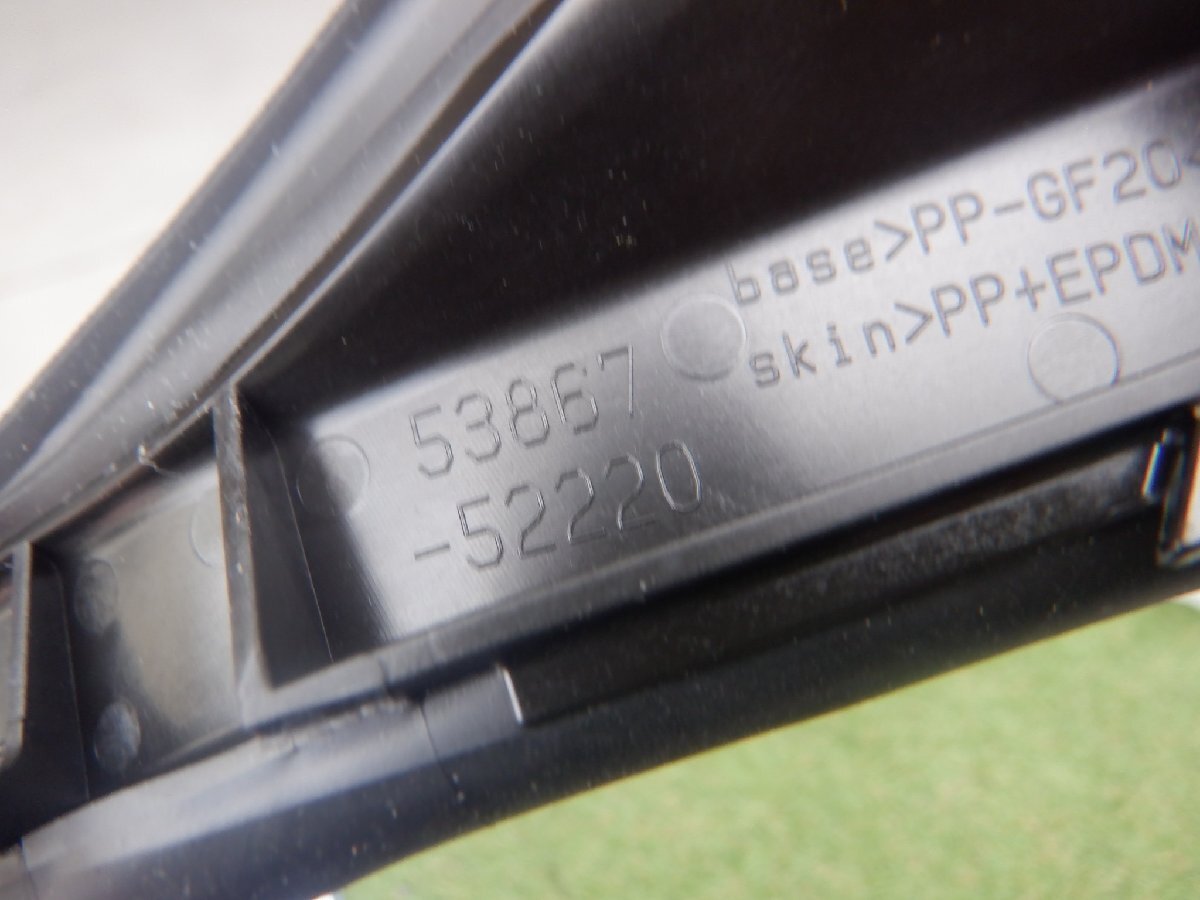 base>PP-GF20<
skin>PP+EPDM
53867
-52220